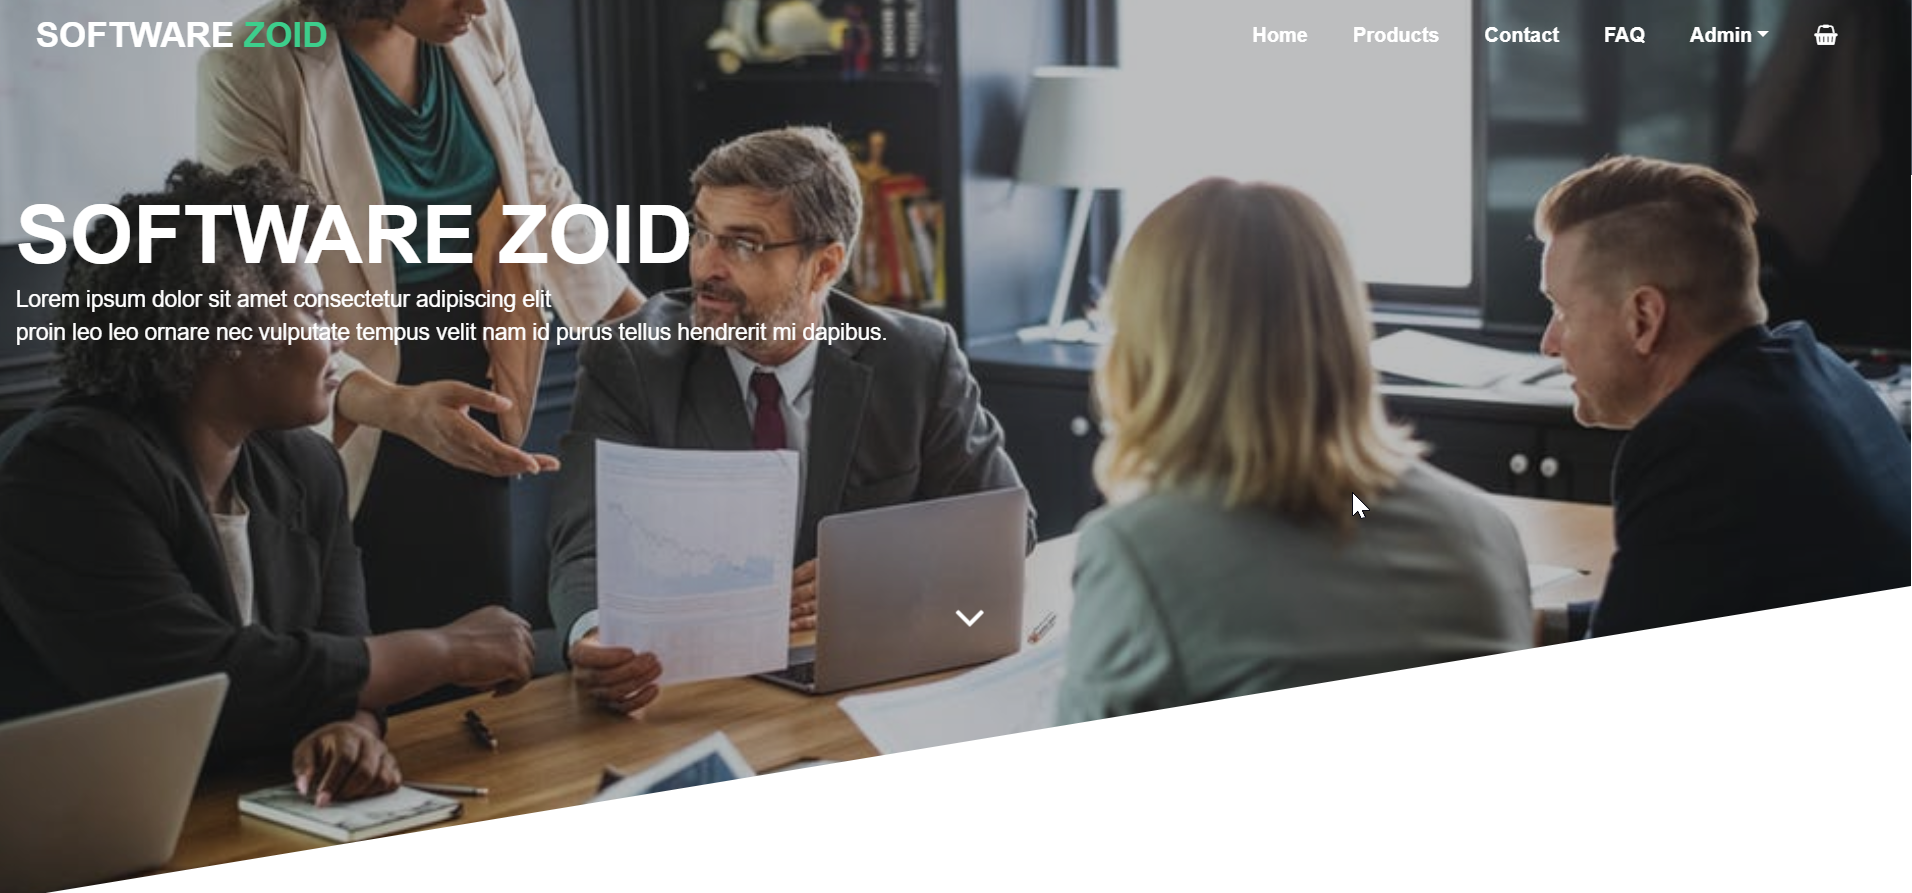 SOFTWARE ZOID
Home Products Contact FAQ Admin
SOFTWARE ZOID
Lorem ipsum dolor sit amet consectetur adipiscing elit
proin leo leo ornare nec vulputate tempus velit nam id purus tellus hendrerit mi dapibus.